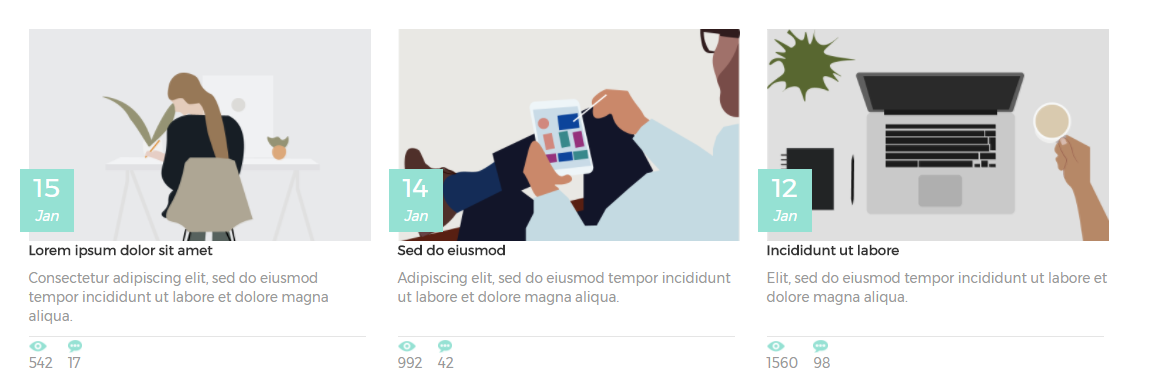 15
Jan
Lorem ipsum dolor sit amet
Consectetur adipiscing elit, sed do eiusmod
tempor incididunt ut labore et dolore magna
aliqua.
542 17
14
Jan
Sed do eiusmod
Adipiscing elit, sed do eiusmod tempor incididunt
ut labore et dolore magna aliqua.
992 42
12
Jan
Incididunt ut labore
Elit, sed do eiusmod tempor incididunt ut labore et
dolore magna aliqua.
1560 98